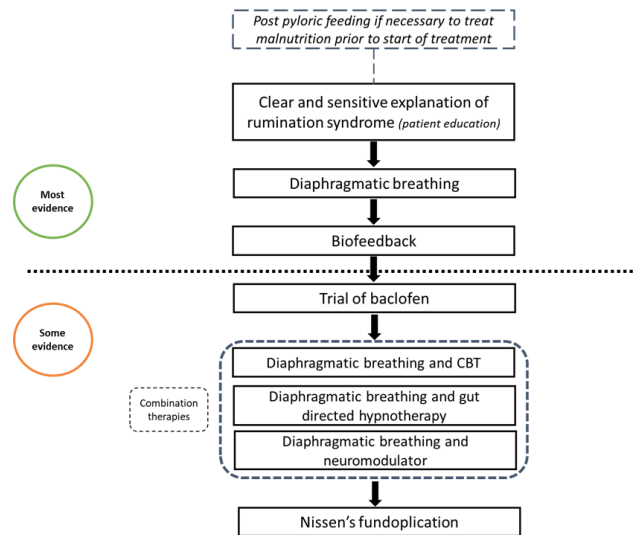 Post pyloric feeding if necessary to treat
malnutrition prior to start of treatment
Clear and sensitive explanation of
rumination syndrome (patient education)
Diaphragmatic breathing
Most
evidence
Biofeedback
Trial of baclofen
Some
evidence
Diaphragmatic breathing and CBT
Combination
therapies
Diaphragmatic breathing and gut
directed hypnotherapy
Diaphragmatic breathing and
neuromodulator
Nissen's fundoplication